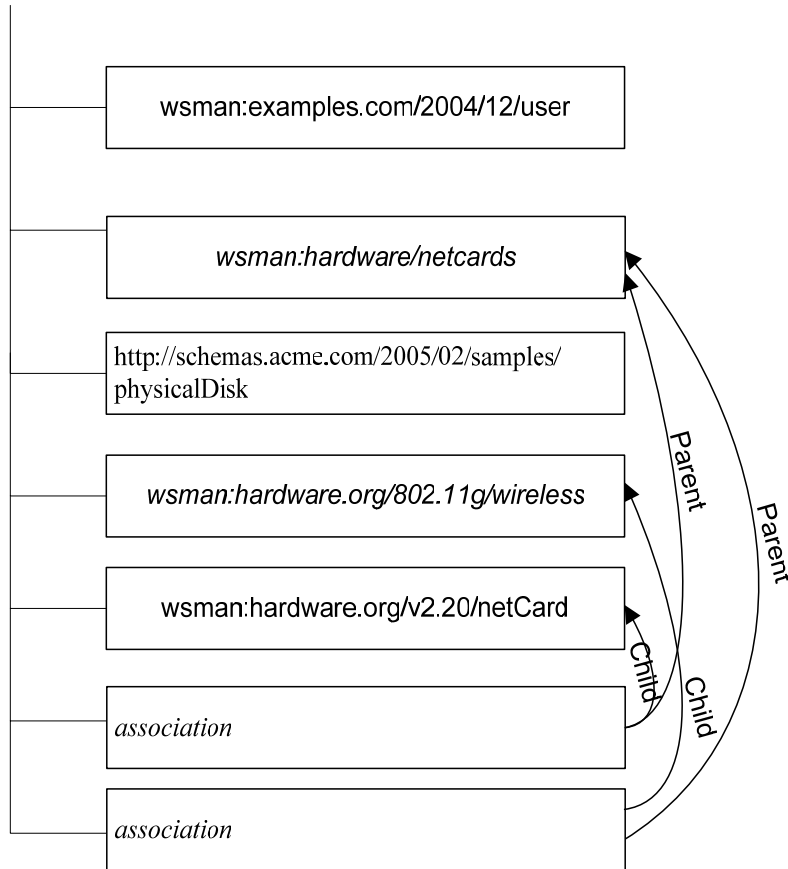 wsman:examples.com/2004/12/user
wsman:hardware/netcards
http://schemas.acme.com/2005/02/samples/
physicalDisk
wsman:hardware.org/802.11g/wireless
wsman:hardware.org/v2.20/netCard
association
association
Parent
Parent
Child
Child